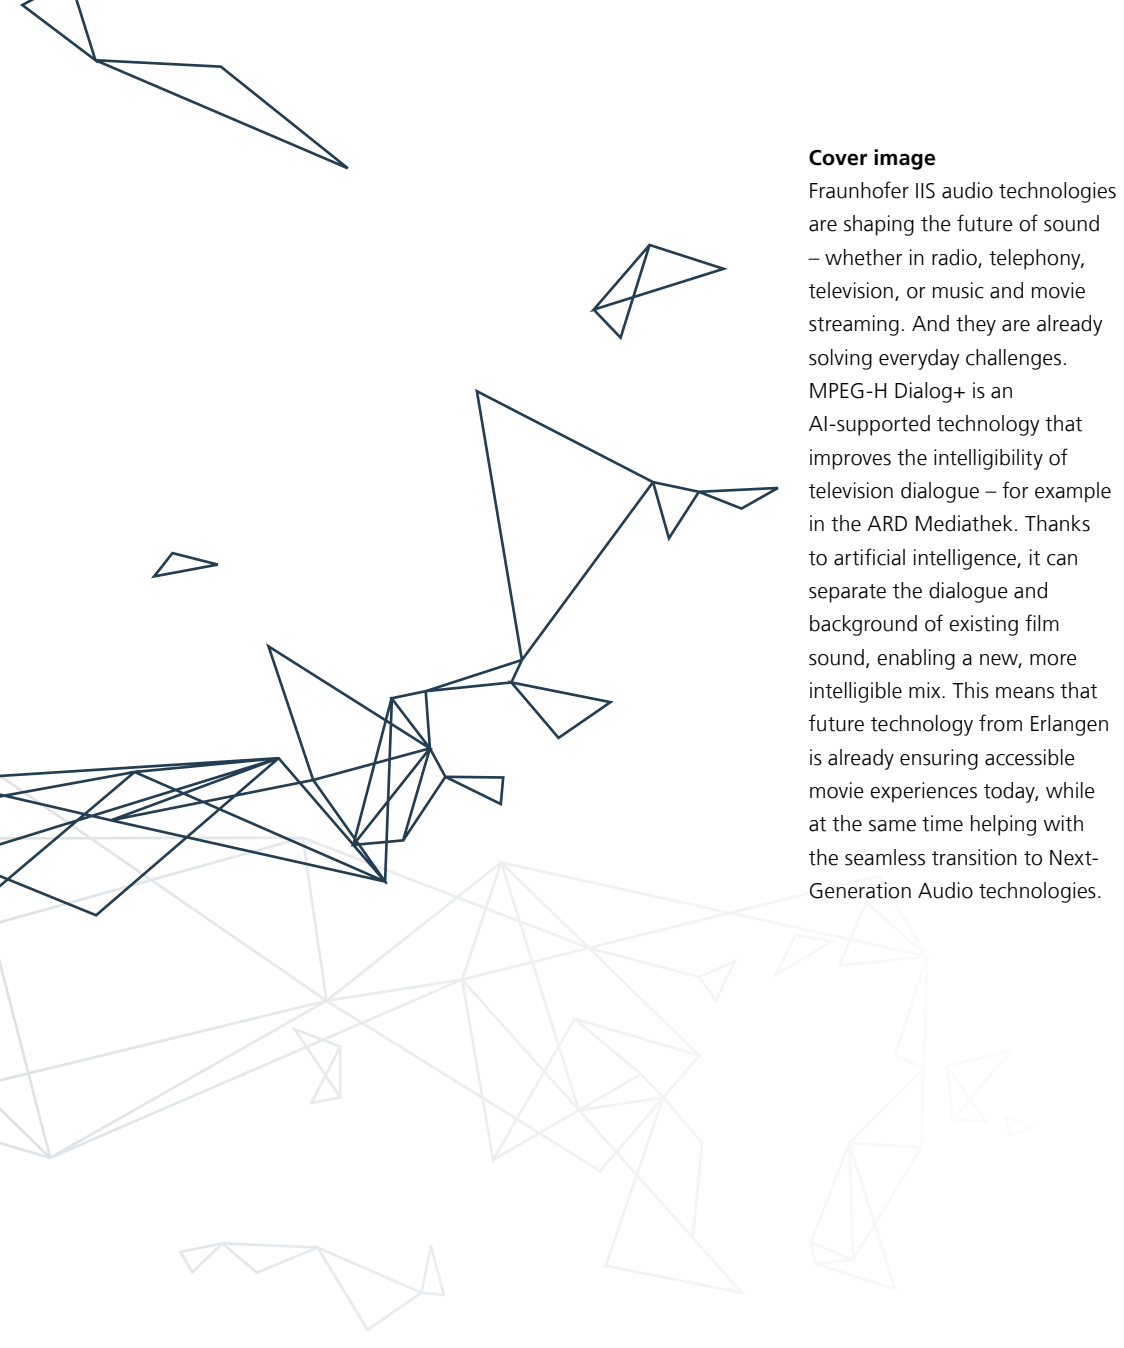 Cover image
Fraunhofer IIS audio technologies
are shaping the future of sound
– whether in radio, telephony,
television, or music and movie
streaming. And they are already
solving everyday challenges.
MPEG-H Dialog+ is an
AI-supported technology that
improves the intelligibility of
television dialogue – for example
in the ARD Mediathek. Thanks
to artificial intelligence, it can
separate the dialogue and
background of existing film
sound, enabling a new, more
intelligible mix. This means that
future technology from Erlangen
is already ensuring accessible
movie experiences today, while
at the same time helping with
the seamless transition to Next-
Generation Audio technologies.